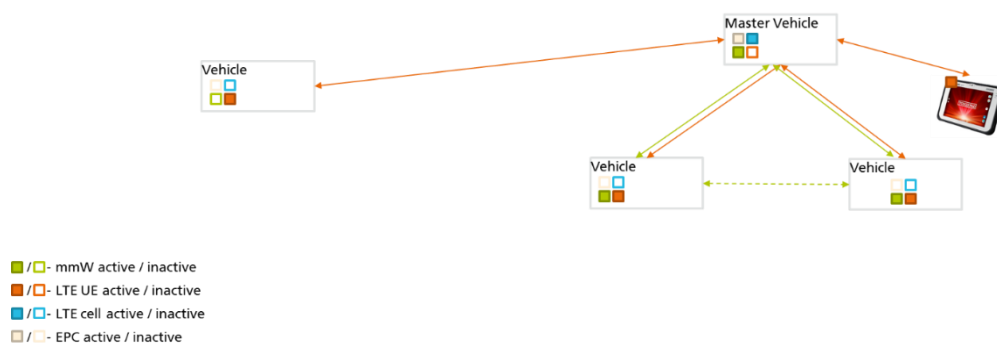 Master Vehicle
Vehicle
Vehicle
Vehicle
/ - mmW active / inactive
/ - LTE UE active / inactive
/ - LTE cell active / inactive
/ - EPC active / inactive